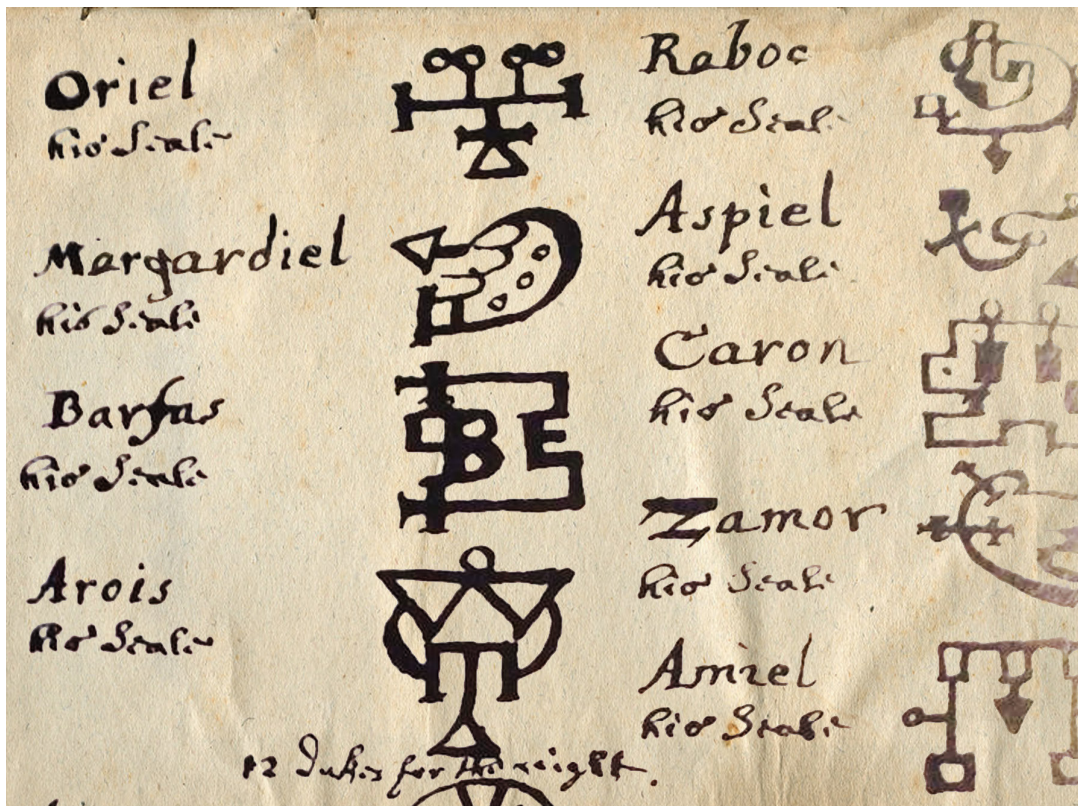 Oriel
his Seale
Margardiel
his Seale
Barfas
his Seale
Arois
his Seale
12 Dukes for the night.
Raboc
his Seale
Aspiel
his Seale
Caron
his Seale
Zamor
his Seale
Amiel
his Seale